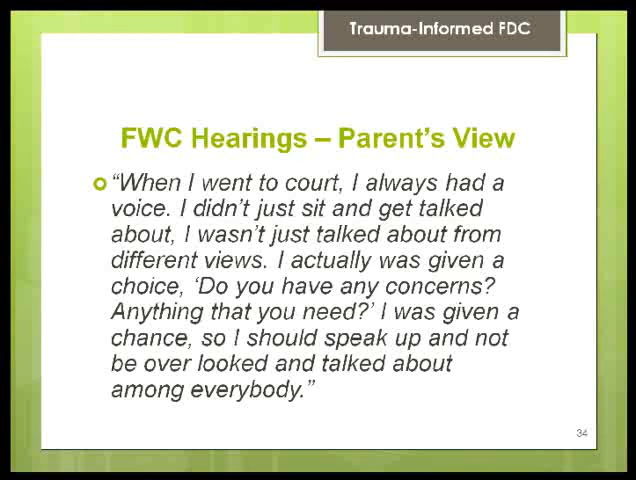 Trauma-Informed FDC
FWC Hearings – Parent’s View
“When I went to court, I always had a
voice. I didn’t just sit and get talked
about, I wasn’t just talked about from
different views. I actually was given a
choice, ‘Do you have any concerns?
Anything that you need?’ I was given a
chance, so I should speak up and not
be over looked and talked about
among everybody.”
34